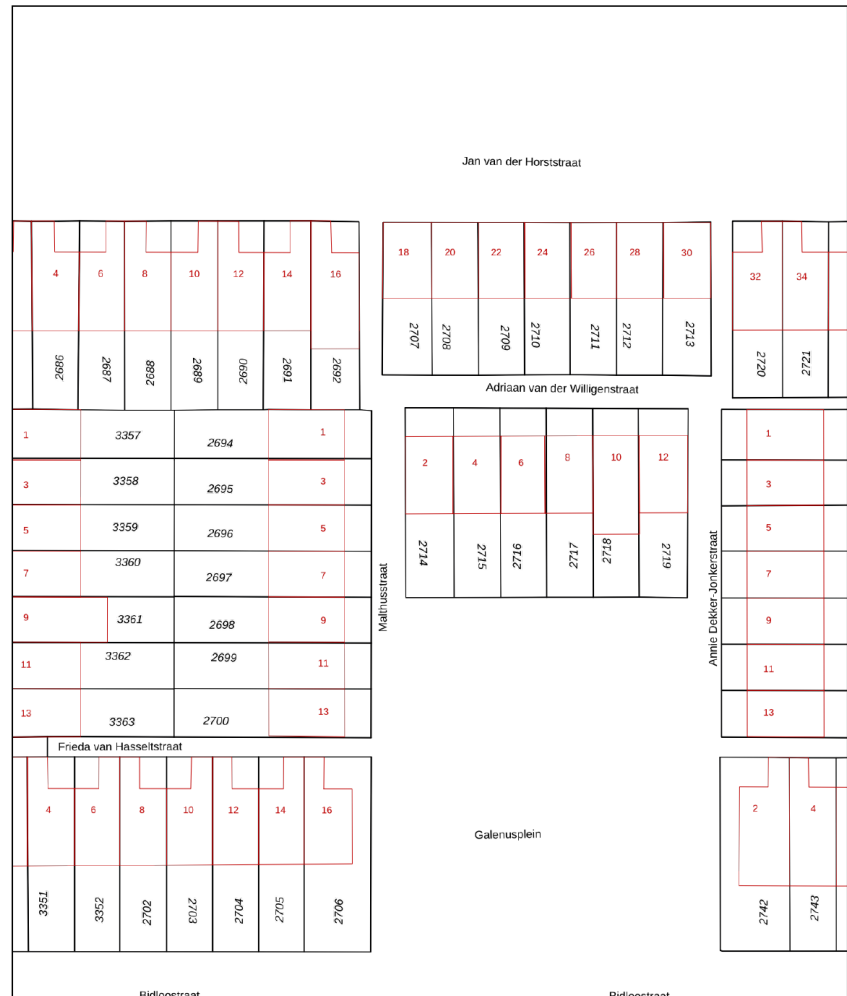 Jan van der Horststraat
4 6 8 10 12 14 16 18 20 22 24 26 28 30 32 34
2686 2687 2688 2689 2690 2691 2692 2707 2708 2709 2710 2711 2712 2713 2720 2721
Adriaan van der Willigenstraat
1 3357 2694 1 1
3 3358 2695 3 3
5 3359 2696 5 5
7 3360 2697 7 7
9 3361 2698 9 9
11 3362 2699 11 11
13 3363 2700 13 13
2 4 6 8 10 12
2714 2715 2716 2717 2718 2719
Malthusstraat
Annie Dekker-Jonkerstraat
Frieda van Hasseltstraat
4 6 8 10 12 14 16 2 4
Galenusplein
3351 3352 2702 2703 2704 2705 2706 2742 2743
Bidloostraat Bidloostraat